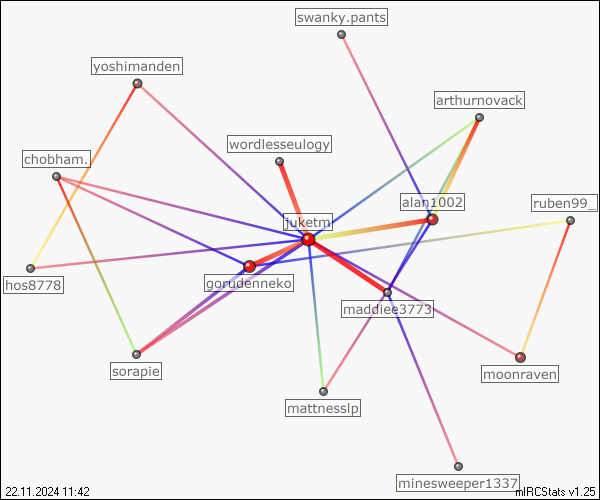 swanky.pants
yoshimanden
arthurnovack
wordlesseulogy
chobham.
alan1002
ruben99_
juketm
gorudenneko
hos8778
maddiee3773
sorapie
moonraven
mattnesslp
minesweeper1337
22.11.2024 11:42
mIRCStats v1.25